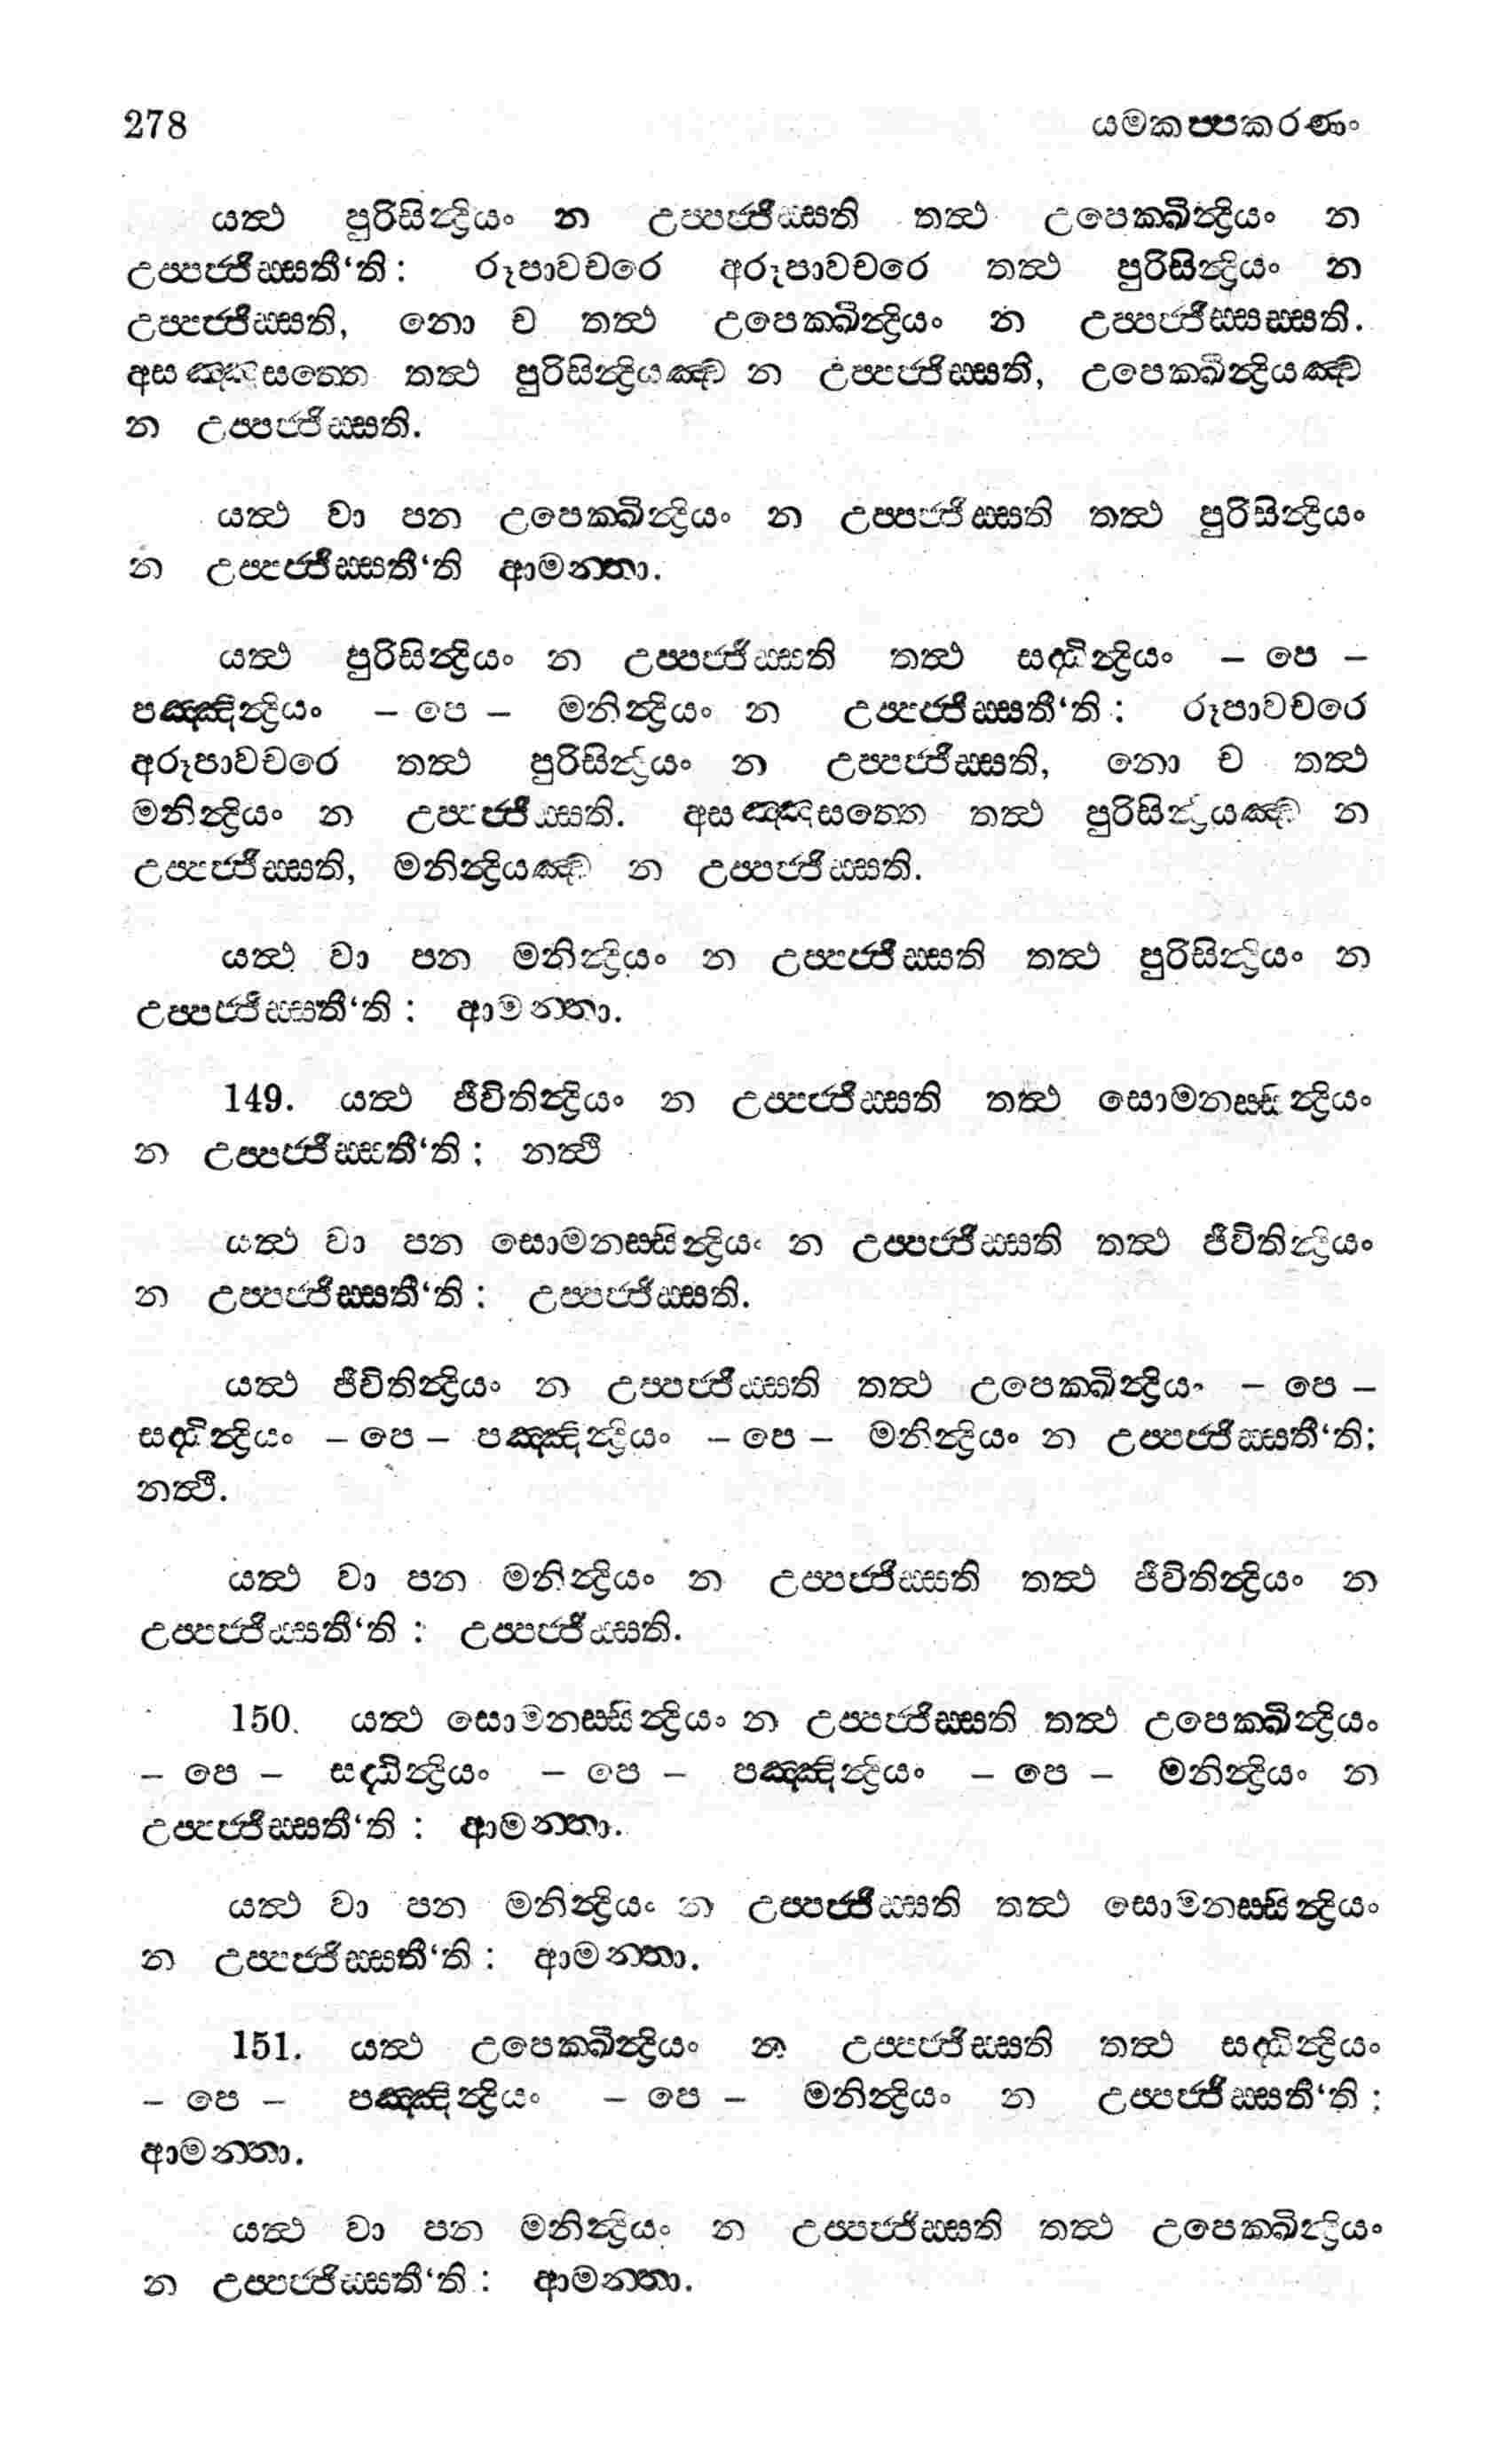 278 යමකප්පකරණං
යත්ථ පුරිසින්ද්‍රියං න උප්පජ්ජිස්සති තත්ථ උපෙක්ඛින්ද්‍රියං න
උප්පජ්ජිස්සතී‘ති: රූපාවචරෙ අරූපාවචරෙ තත්ථ පුරිසින්ද්‍රියං න
උප්පජ්ජිස්සති, නො ච තත්ථ උපෙක්ඛින්ද්‍රියං න උප්පජ්ජිස්සස්සති.
අසඤ්ඤසත්තෙ තත්ථ පුරිසින්ද්‍රියඤ්ච න උප්පජ්ජිස්සති, උපෙක්ඛින්ද්‍රියඤ්ච
න උප්පජ්ජිස්සති.
යත්ථ වා පන උපෙක්ඛින්ද්‍රියං න උප්පජ්ජිස්සති තත්ථ පුරිසින්ද්‍රියං
න උප්පජ්ජිස්සතී‘ති ආමන්තා.
යත්ථ පුරිසින්ද්‍රියං න උප්පජ්ජිස්සති තත්ථ සද්ධින්ද්‍රියං – පෙ –
පඤ්ඤින්ද්‍රියං – පෙ – මනින්ද්‍රියං න උප්පජ්ජිස්සතී‘ති: රූපාවචරෙ
අරූපාවචරෙ තත්ථ පුරිසින්ද්‍රියං න උප්පජ්ජිස්සති, නො ච තත්ථ
මනින්ද්‍රියං න උප්පජ්ජිස්සති. අසඤ්ඤසත්තෙ තත්ථ පුරිසින්ද්‍රියඤ්ච න
උප්පජ්ජිස්සති, මනින්ද්‍රියඤ්ච න උප්පජ්ජිස්සති.
යත්ථ වා පන මනින්ද්‍රියං න උප්පජ්ජිස්සති තත්ථ පුරිසින්ද්‍රියං න
උප්පජ්ජිස්සතී‘ති : ආමන්තා.
149. යත්ථ ජීවිතින්ද්‍රියං න උප්පජ්ජිස්සති තත්ථ සොමනස්සින්ද්‍රියං
න උප්පජ්ජිස්සතී‘ති ; නත්ථි
යත්ථ වා පන සොමනස්සින්ද්‍රියං න උප්පජ්ජිස්සති තත්ථ ජීවිතින්ද්‍රියං
න උප්පජ්ජිස්සතී‘ති : උප්පජ්ජිස්සති.
යත්ථ ජීවිතින්ද්‍රියං න උප්පජ්ජිස්සති තත්ථ උපෙක්ඛින්ද්‍රියං – පෙ –
සද්ධින්ද්‍රියං – පෙ – පඤ්ඤින්ද්‍රියං – පෙ – මනින්ද්‍රියං න උප්පජ්ජිස්සතී‘ති:
නත්ථි.
යත්ථ වා පන මනින්ද්‍රියං න උප්පජ්ජිස්සති තත්ථ ජීවිතින්ද්‍රියං න
උප්පජ්ජිස්සතී‘ති : උප්පජ්ජිස්සති.
150. යත්ථ සොමනස්සින්ද්‍රියං න උප්පජ්ජිස්සති තත්ථ උපෙක්ඛින්ද්‍රියං
– පෙ – සද්ධින්ද්‍රියං – පෙ – පඤ්ඤින්ද්‍රියං – පෙ – මනින්ද්‍රියං න
උප්පජ්ජිස්සතී‘ති : ආමන්තා.
යත්ථ වා පන මනින්ද්‍රියං න උප්පජ්ජිස්සති තත්ථ සොමනස්සින්ද්‍රියං
න උප්පජ්ජිස්සතී‘ති : ආමන්තා.
151. යත්ථ උපෙක්ඛින්ද්‍රියං න උප්පජ්ජිස්සති තත්ථ සද්ධින්ද්‍රියං
– පෙ – පඤ්ඤින්ද්‍රියං – පෙ – මනින්ද්‍රියං න උප්පජ්ජිස්සතී‘ති :
ආමන්තා.
යත්ථ වා පන මනින්ද්‍රියං න උප්පජ්ජිස්සති තත්ථ උපෙක්ඛින්ද්‍රියං
න උප්පජ්ජිස්සතී‘ති : ආමන්තා.